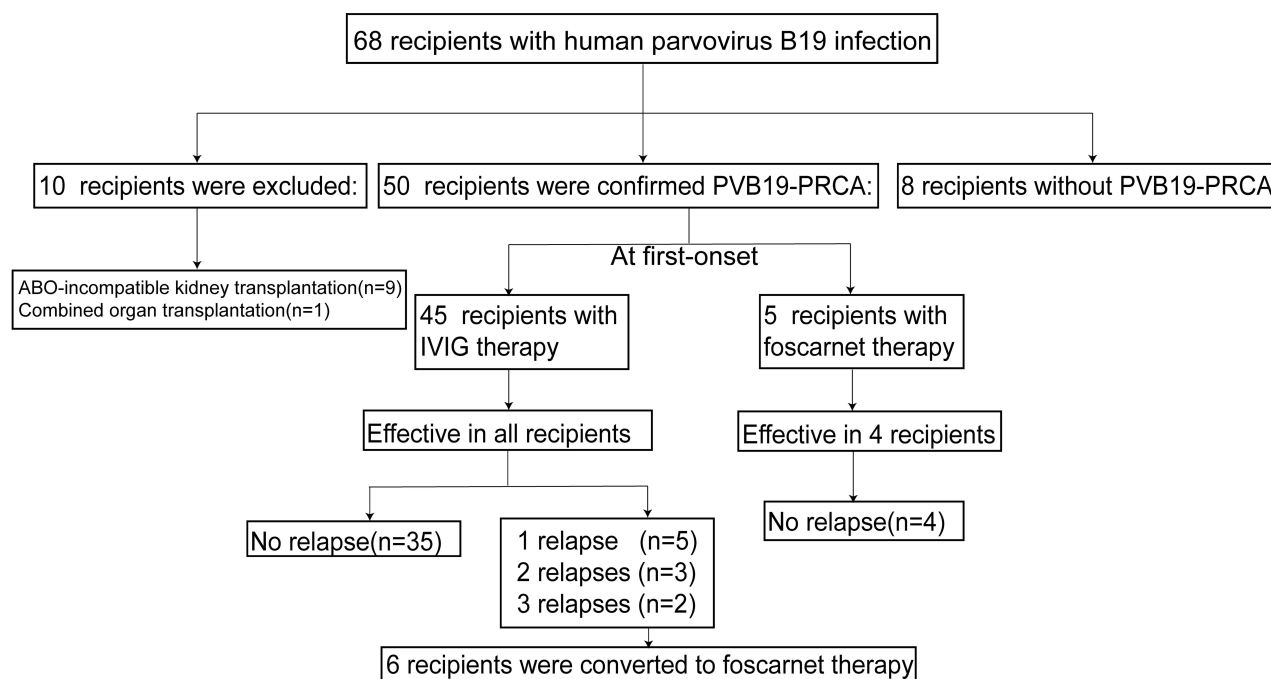 68 recipients with human parvovirus B19 infection
10 recipients were excluded:
50 recipients were confirmed PVB19-PRCA:
8 recipients without PVB19-PRCA
ABO-incompatible kidney transplantation(n=9)
Combined organ transplantation(n=1)
At first-onset
45 recipients with
IVIG therapy
5 recipients with
foscarnet therapy
Effective in all recipients
Effective in 4 recipients
No relapse(n=35)
1 relapse (n=5)
2 relapses (n=3)
3 relapses (n=2)
No relapse(n=4)
6 recipients were converted to foscarnet therapy